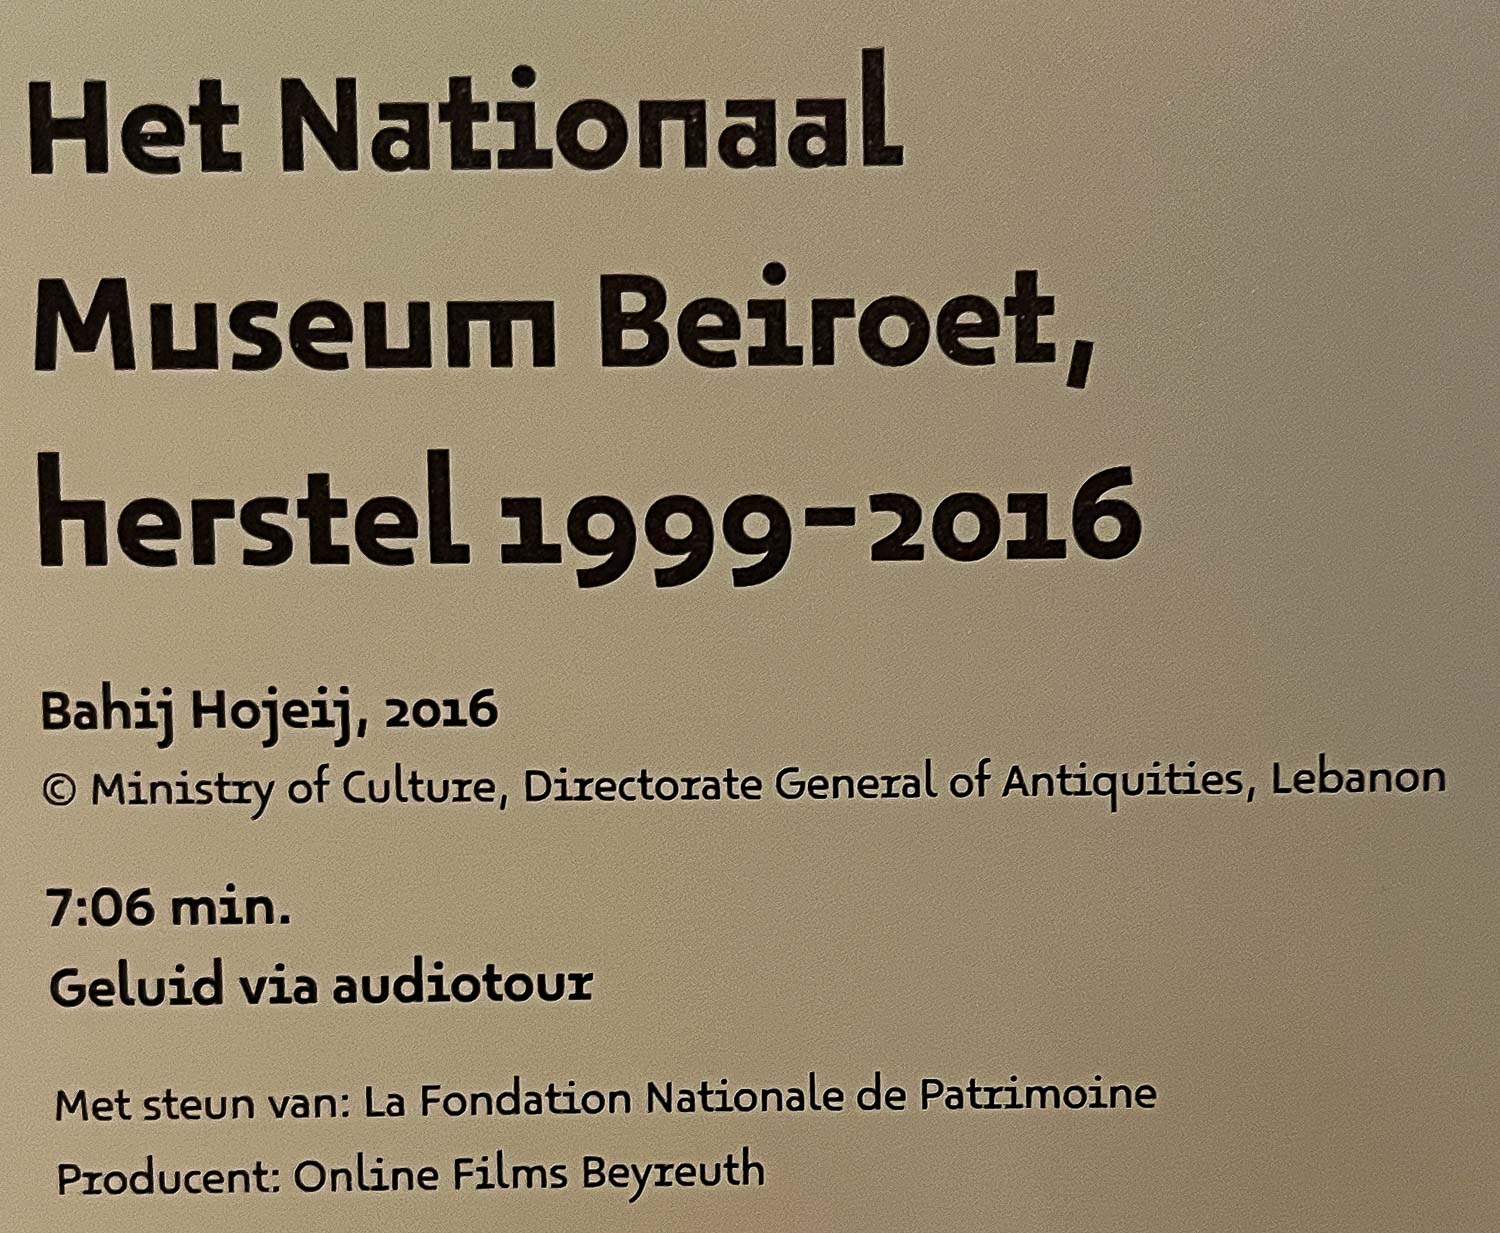 Het Nationaal
Museum Beiroet,
herstel 1999-2016
Bahij Hojeij, 2016
© Ministry of Culture, Directorate General of Antiquities, Lebanon
7:06 min.
Geluid via audiotour
Met steun van: La Fondation Nationale de Patrimoine
Producent: Online Films Beyreuth